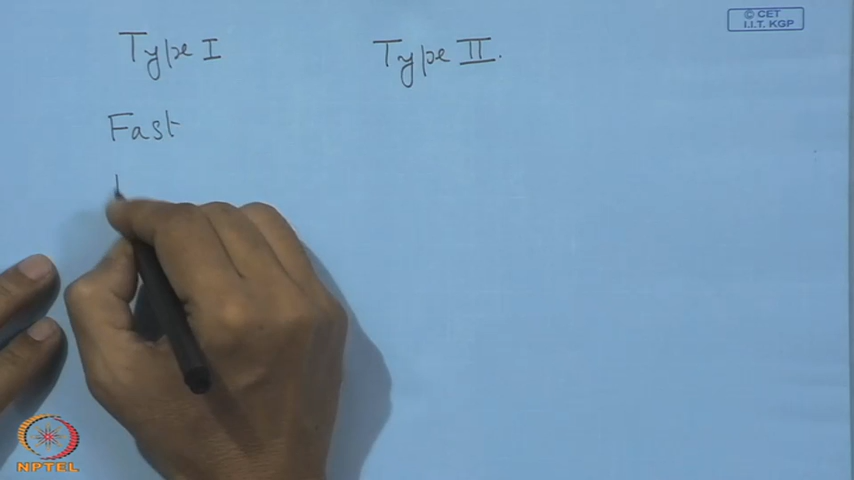 © CET
I.I.T. KGP
Type I
Type II.
Fast
NPTEL